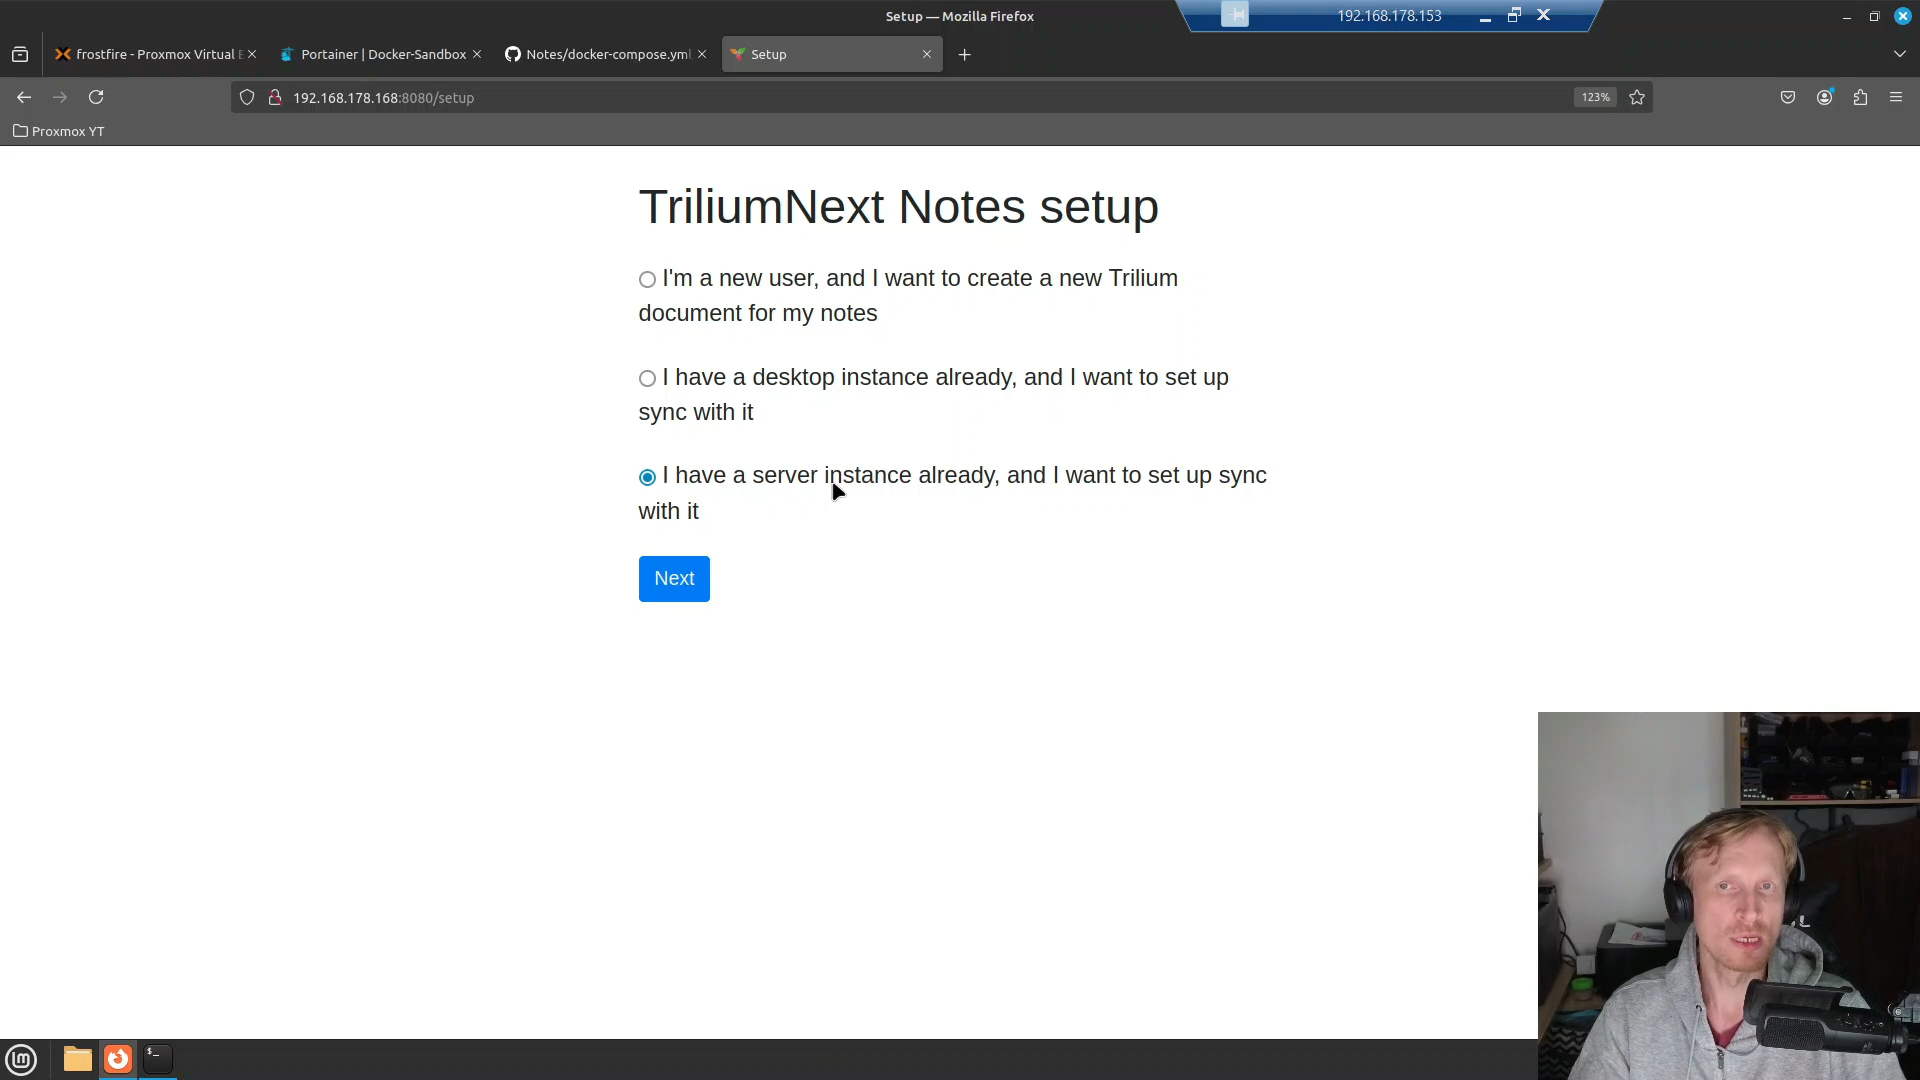 Setup — Mozilla Firefox
192.168.178.153
frostfire - Proxmox Virtual E
Portainer | Docker-Sandbox
Notes/docker-compose.yml
Setup
192.168.178.168:8080/setup
123%
Proxmox YT
TriliumNext Notes setup
I'm a new user, and I want to create a new Trilium
document for my notes
I have a desktop instance already, and I want to set up
sync with it
I have a server instance already, and I want to set up sync
with it
Next